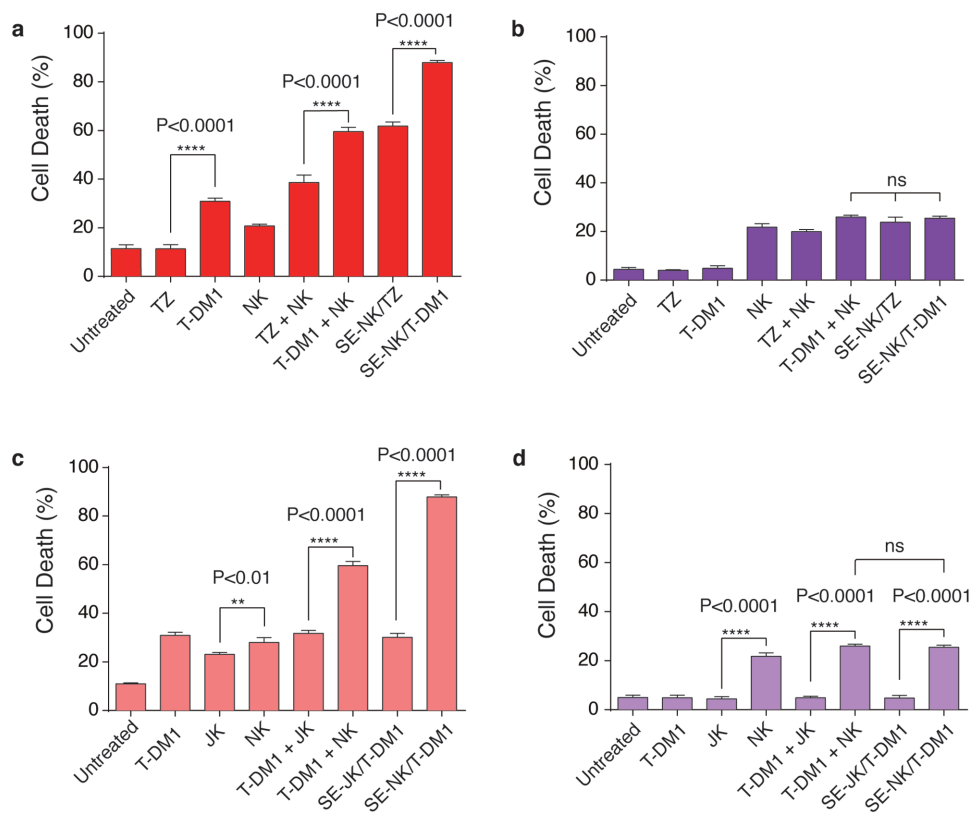 a
P<0.0001
****
P<0.0001
****
P<0.0001
****
Cell Death (%)
100
80
60
40
20
0
Untreated
TZ
T-DM1
NK
TZ + NK
T-DM1 + NK
SE-NK/TZ
SE-NK/T-DM1
b
Cell Death (%)
100
80
60
40
20
0
ns
Untreated
TZ
T-DM1
NK
TZ + NK
T-DM1 + NK
SE-NK/TZ
SE-NK/T-DM1
c
P<0.0001
****
P<0.0001
****
P<0.01
**
Cell Death (%)
100
80
60
40
20
0
Untreated
T-DM1
JK
NK
T-DM1 + JK
T-DM1 + NK
SE-JK/T-DM1
SE-NK/T-DM1
d
Cell Death (%)
100
80
60
40
20
0
ns
P<0.0001
P<0.0001
P<0.0001
****
****
****
Untreated
T-DM1
JK
NK
T-DM1 + JK
T-DM1 + NK
SE-JK/T-DM1
SE-NK/T-DM1